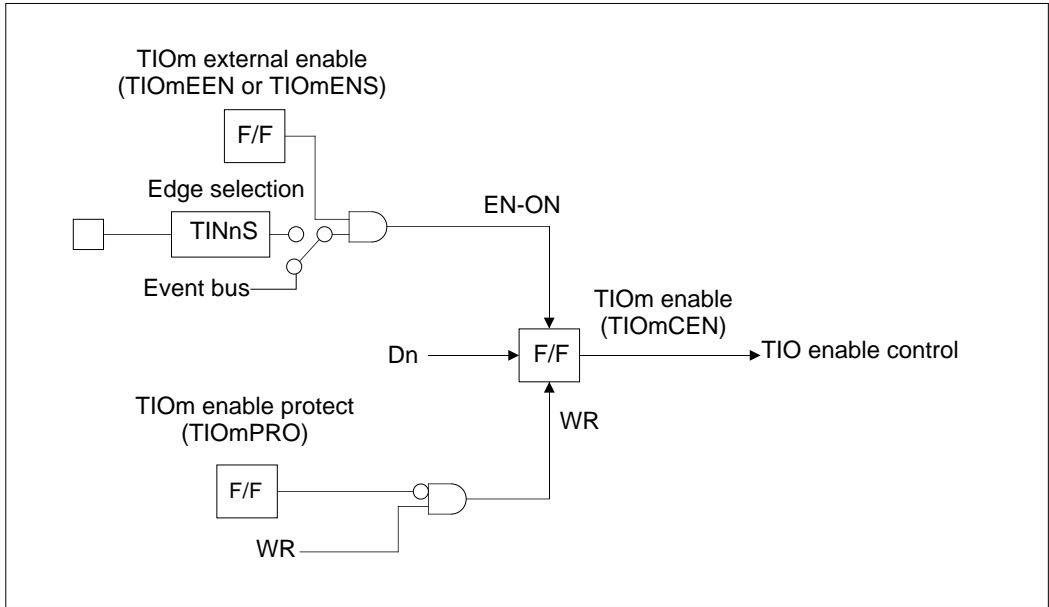 TIOm external enable
(TIOmEEN or TIOmENS)
F/F
Edge selection
TINnS
EN-ON
Event bus
TIOm enable
(TIOmCEN)
Dn
F/F
TIO enable control
TIOm enable protect
(TIOmPRO)
WR
F/F
WR